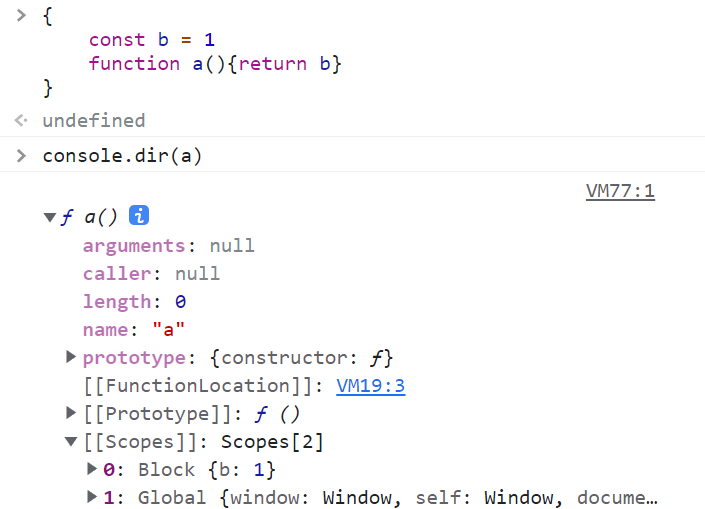 > {
    const b = 1
    function a(){return b}
}
undefined
> console.dir(a)
VM77:1
▼ƒ a() i
arguments: null
caller: null
length: 0
name: "a"
▶prototype: {constructor: ƒ}
[[FunctionLocation]]: VM19:3
▶[[Prototype]]: ƒ ()
▼[[Scopes]]: Scopes[2]
▶0: Block {b: 1}
▶1: Global {window: Window, self: Window, docume…